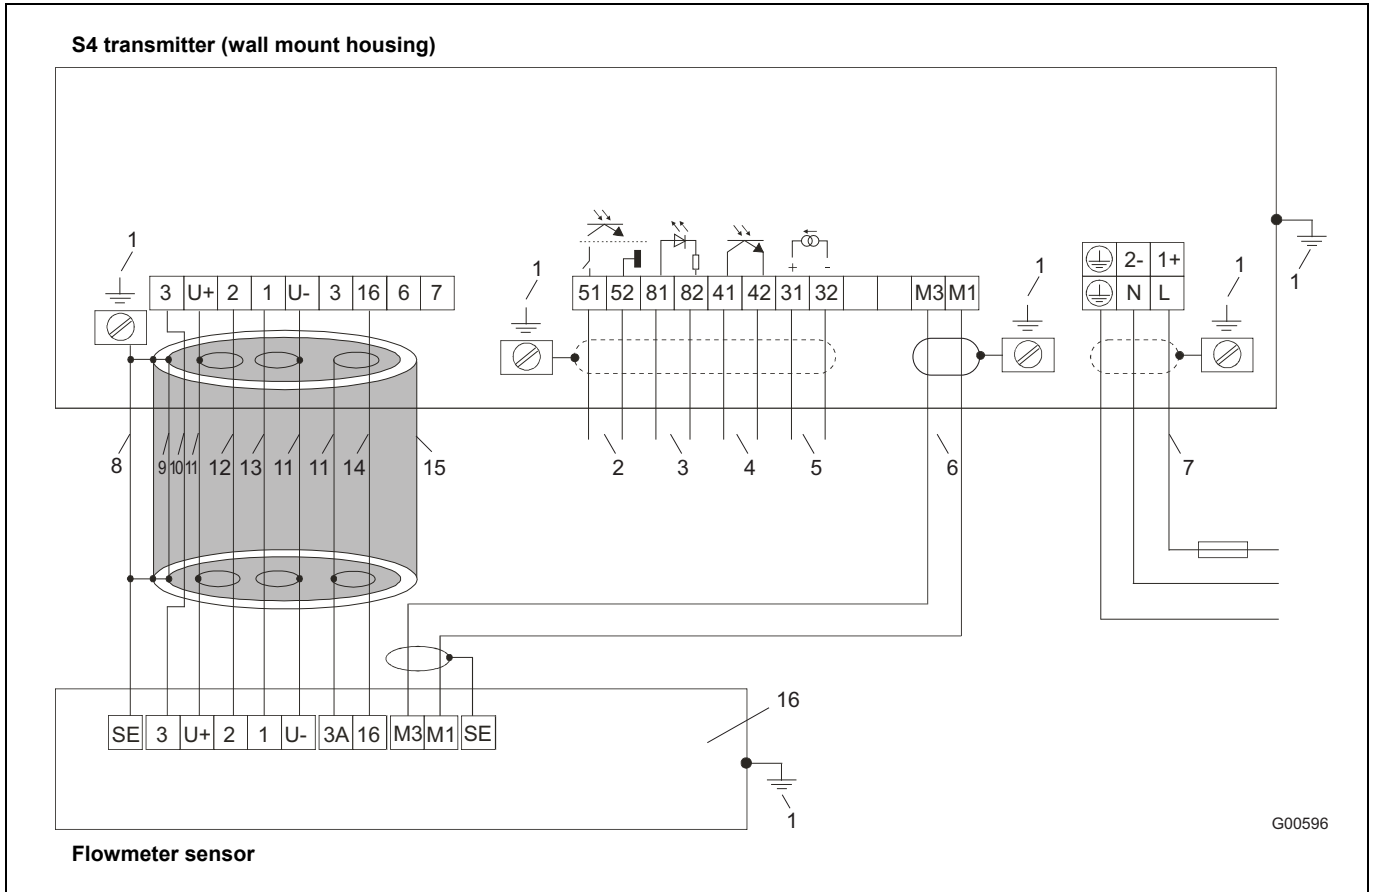 S4 transmitter (wall mount housing)
1
1
1
1
1
3 U+ 2 1 U- 3 16 6 7
+ -
51 52 81 82 41 42 31 32 M3 M1
2- 1+
N L
8 9 10 11 12 13 11 11 14 15
2 3 4 5 6 7
16
SE 3 U+ 2 1 U- 3A 16 M3 M1 SE
1
G00596
Flowmeter sensor